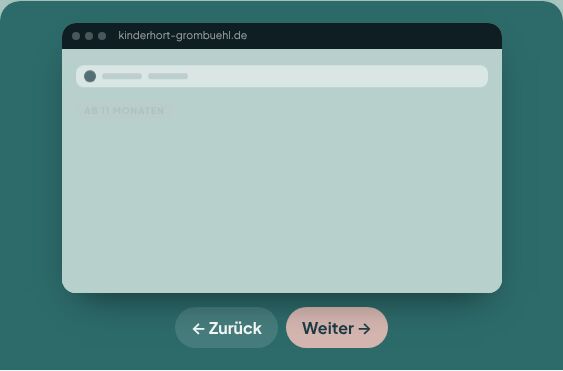 kinderhort-grombuehl.de
AB 11 MONATEN
← Zurück
Weiter →